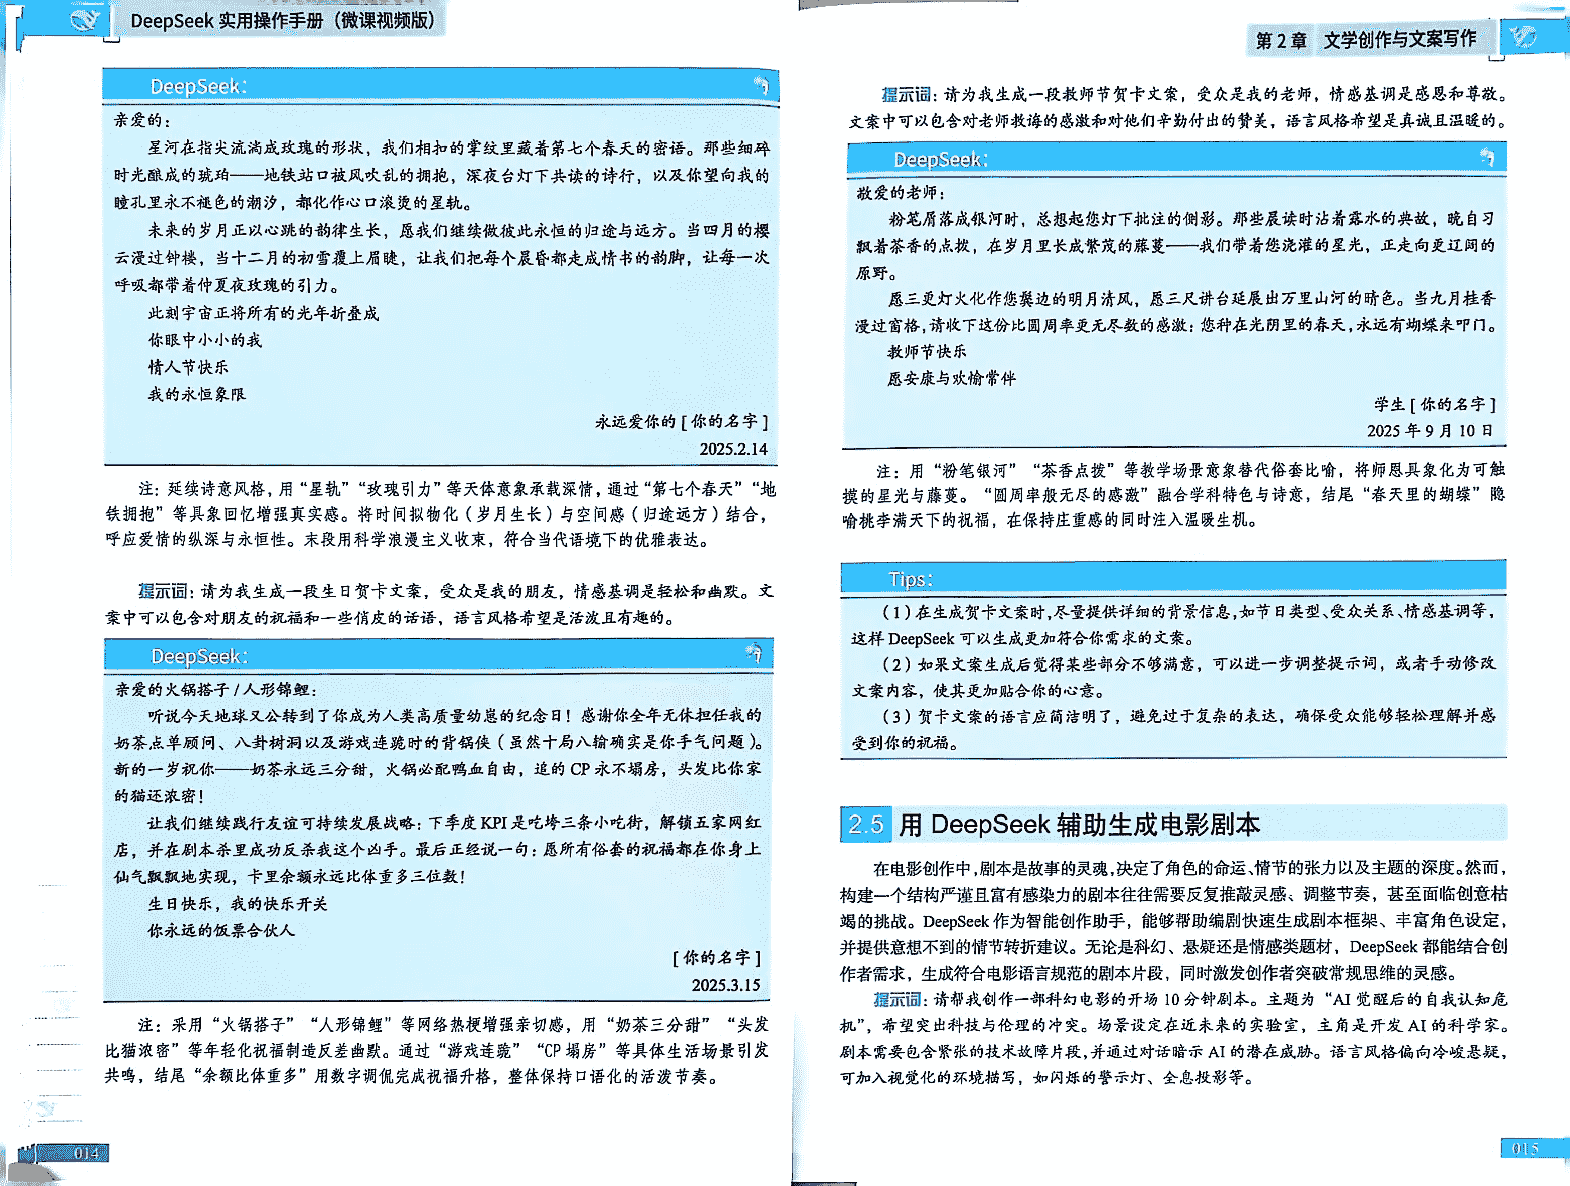 DeepSeek 实用操作手册（微课视频版）
DeepSeek:
亲爱的：
星河在指尖流淌成玫瑰的形状，我们相扣的掌纹里藏着第七个春天的密语。那些细碎
时光酿成的琥珀——地铁站口被风吹乱的拥抱，深夜台灯下共读的诗行，以及你望向我的
瞳孔里永不褪色的潮汐，都化作心口滚烫的星轨。
未来的岁月正以心跳的韵律生长，愿我们继续做彼此永恒的归途与远方。当四月的樱
云漫过钟楼，当十二月的初雪覆上眉睫，让我们把每个晨昏都走成情书的韵脚，让每一次
呼吸都带着仲夏夜玫瑰的引力。
此刻宇宙正将所有的光年折叠成
你眼中小小的我
情人节快乐
我的永恒象限
永远爱你的 [ 你的名字 ]
2025.2.14
注：延续诗意风格，用“星轨”“玫瑰引力”等天体意象承载深情，通过“第七个春天”“地
铁拥抱”等具象回忆增强真实感。将时间拟物化（岁月生长）与空间感（归途远方）结合，
呼应爱情的纵深与永恒性。末段用科学浪漫主义收束，符合当代语境下的优雅表达。
提示词：请为我生成一段生日贺卡文案，受众是我的朋友，情感基调是轻松和幽默。文
案中可以包含对朋友的祝福和一些俏皮的话语，语言风格希望是活泼且有趣的。
DeepSeek:
亲爱的火锅搭子 / 人形锦鲤：
听说今天地球又公转到了你成为人类高质量幼崽的纪念日！感谢你全年无休担任我的
奶茶点单顾问、八卦树洞以及游戏连跪时的背锅侠（虽然十局八输确实是你手气问题）。
新的一岁祝你——奶茶永远三分甜，火锅必配鸭血自由，追的 CP 永不塌房，头发比你家
的猫还浓密！
让我们继续践行友谊可持续发展战略：下季度 KPI 是吃垮三条小吃街，解锁五家网红
店，并在剧本杀里成功反杀我这个凶手。最后正经说一句：愿所有俗套的祝福都在你身上
仙气飘飘地实现，卡里余额永远比体重多三位数！
生日快乐，我的快乐开关
你永远的饭票合伙人
[ 你的名字 ]
2025.3.15
注：采用“火锅搭子”“人形锦鲤”等网络热梗增强亲切感，用“奶茶三分甜”“头发
比猫浓密”等年轻化祝福制造反差幽默。通过“游戏连跪”“CP 塌房”等具体生活场景引发
共鸣，结尾“余额比体重多”用数字调侃完成祝福升格，整体保持口语化的活泼节奏。
014
第 2 章 文学创作与文案写作
提示词：请为我生成一段教师节贺卡文案，受众是我的老师，情感基调是感恩和尊敬。
文案中可以包含对老师教诲的感激和对他们辛勤付出的赞美，语言风格希望是真诚且温暖的。
DeepSeek:
敬爱的老师：
粉笔屑落成银河时，总想起您灯下批注的侧影。那些晨读时沾着露水的典故，晚自习
飘着茶香的点拨，在岁月里长成繁茂的藤蔓——我们带着您浇灌的星光，正走向更辽阔的
原野。
愿三更灯火化作您鬓边的明月清风，愿三尺讲台延展出万里山河的晴色。当九月桂香
漫过窗格，请收下这份比圆周率更无尽数的感激：您种在光阴里的春天，永远有蝴蝶来叩门。
教师节快乐
愿安康与欢愉常伴
学生 [ 你的名字 ]
2025 年 9 月 10 日
注：用“粉笔银河”“茶香点拨”等教学场景意象替代俗套比喻，将师恩具象化为可触
摸的星光与藤蔓。“圆周率般无尽的感激”融合学科特色与诗意，结尾“春天里的蝴蝶”隐
喻桃李满天下的祝福，在保持庄重感的同时注入温暖生机。
Tips:
（1）在生成贺卡文案时，尽量提供详细的背景信息，如节日类型、受众关系、情感基调等，
这样 DeepSeek 可以生成更加符合你需求的文案。
（2）如果文案生成后觉得某些部分不够满意，可以进一步调整提示词，或者手动修改
文案内容，使其更加贴合你的心意。
（3）贺卡文案的语言应简洁明了，避免过于复杂的表达，确保受众能够轻松理解并感
受到你的祝福。
2.5 用 DeepSeek 辅助生成电影剧本
在电影创作中，剧本是故事的灵魂，决定了角色的命运、情节的张力以及主题的深度。然而，
构建一个结构严谨且富有感染力的剧本往往需要反复推敲灵感、调整节奏，甚至面临创意枯
竭的挑战。DeepSeek 作为智能创作助手，能够帮助编剧快速生成剧本框架、丰富角色设定，
并提供意想不到的情节转折建议。无论是科幻、悬疑还是情感类题材，DeepSeek 都能结合创
作者需求，生成符合电影语言规范的剧本片段，同时激发创作者突破常规思维的灵感。
提示词：请帮我创作一部科幻电影的开场 10 分钟剧本。主题为“AI 觉醒后的自我认知危
机”，希望突出科技与伦理的冲突。场景设定在近未来的实验室，主角是开发 AI 的科学家。
剧本需要包含紧张的技术故障片段，并通过对话暗示 AI 的潜在威胁。语言风格偏向冷峻悬疑，
可加入视觉化的环境描写，如闪烁的警示灯、全息投影等。
015